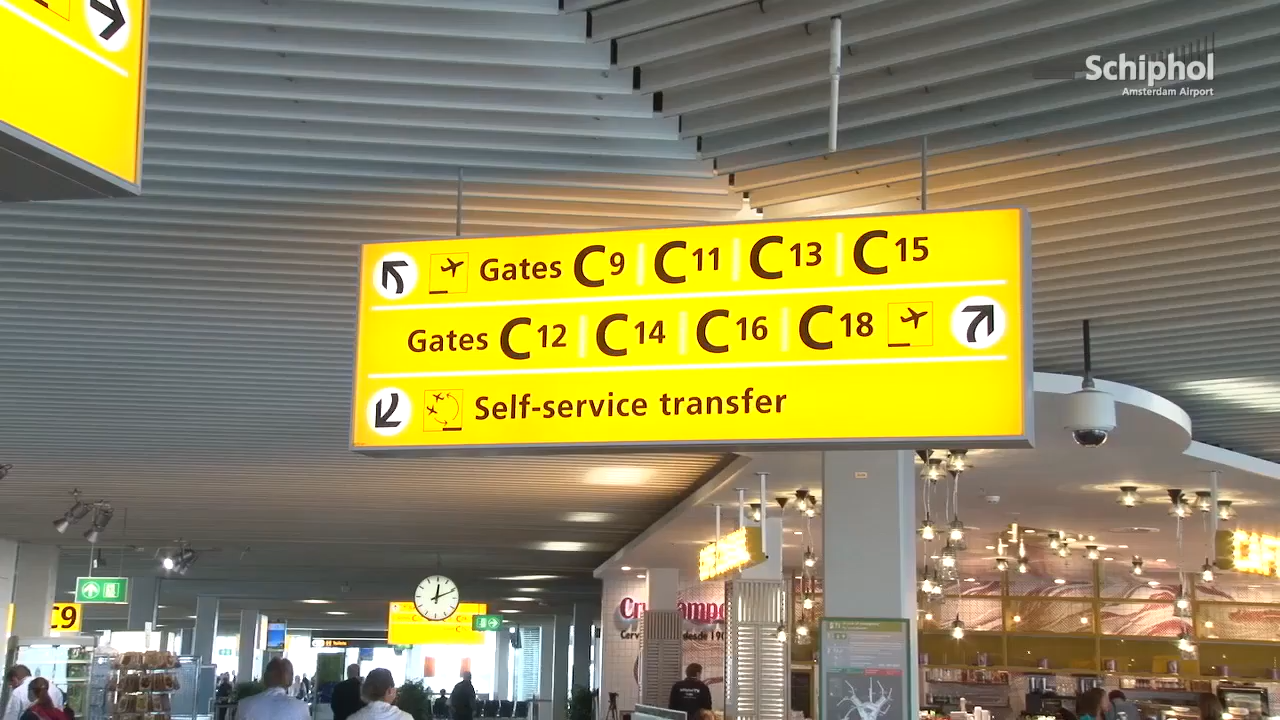 Schiphol
Amsterdam Airport
Gates C9 C11 C13 C15
Gates C12 C14 C16 C18
Self-service transfer
C9